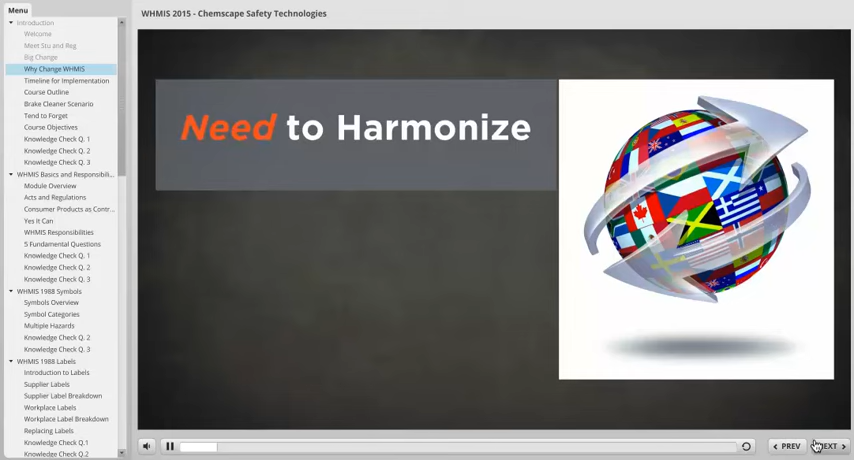 Menu
WHMIS 2015 - Chemscape Safety Technologies
Introduction
Welcome
Meet Stu and Reg
Big Change
Why Change WHMIS
Timeline for Implementation
Course Outline
Brake Cleaner Scenario
Tend to Forget
Course Objectives
Knowledge Check Q. 1
Knowledge Check Q. 2
Knowledge Check Q. 3
WHMIS Basics and Responsibili...
Module Overview
Acts and Regulations
Consumer Products as Contr...
Yes It Can
WHMIS Responsibilities
5 Fundamental Questions
Knowledge Check Q. 1
Knowledge Check Q. 2
Knowledge Check Q. 3
WHMIS 1988 Symbols
Symbols Overview
Symbol Categories
Multiple Hazards
Knowledge Check Q. 2
Knowledge Check Q. 3
WHMIS 1988 Labels
Introduction to Labels
Supplier Labels
Supplier Label Breakdown
Workplace Labels
Workplace Label Breakdown
Replacing Labels
Knowledge Check Q.1
Knowledge Check Q.2
Need to Harmonize
PREV
NEXT